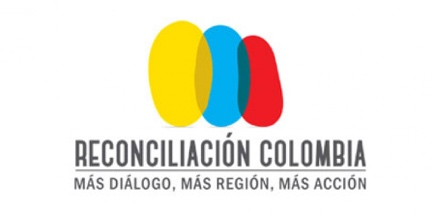 RECONCILIACIÓN COLOMBIA
MÁS DIÁLOGO, MÁS REGIÓN, MÁS ACCIÓN